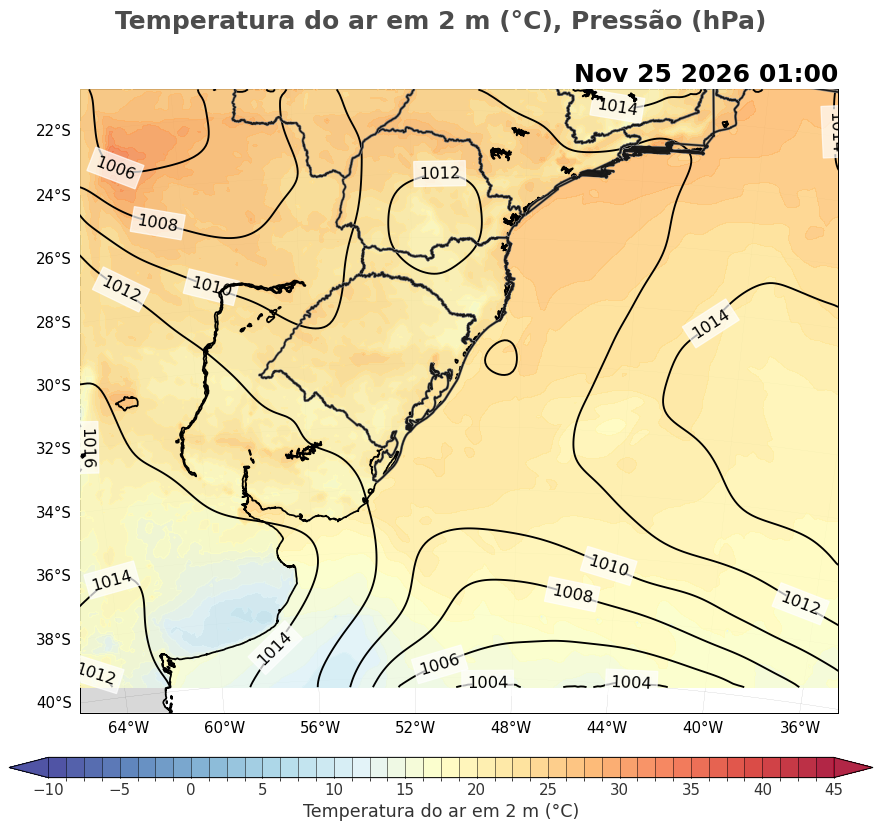 Temperatura do ar em 2 m (°C), Pressão (hPa)
Nov 25 2026 01:00
1014
1014
22°S
1006
1012
24°S
1008
26°S
1012
1010
28°S
1014
30°S
1016
32°S
34°S
1014
1010
36°S
1008
1012
38°S
1014
1006
1012
1004
1004
40°S
64°W 60°W 56°W 52°W 48°W 44°W 40°W 36°W
−10 −5 0 5 10 15 20 25 30 35 40 45
Temperatura do ar em 2 m (°C)